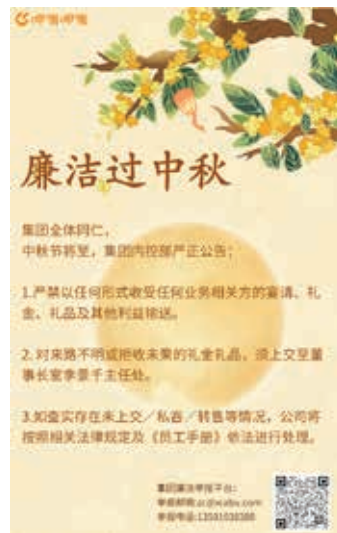 廉洁过中秋
集团全体同仁，
中秋节将至，集团内控部严正公告：
1.严禁以任何形式收受任何业务相关方的宴请、礼
金、礼品及其他利益输送。
2. 对来路不明或拒收未果的礼金礼品，须上交至董
事长室李景千主任处。
3.如查实存在未上交／私吞／转售等情况，公司将
按照相关法律规定及《员工手册》依法进行处理。
集团廉洁举报平台：
举报邮箱:
举报电话: